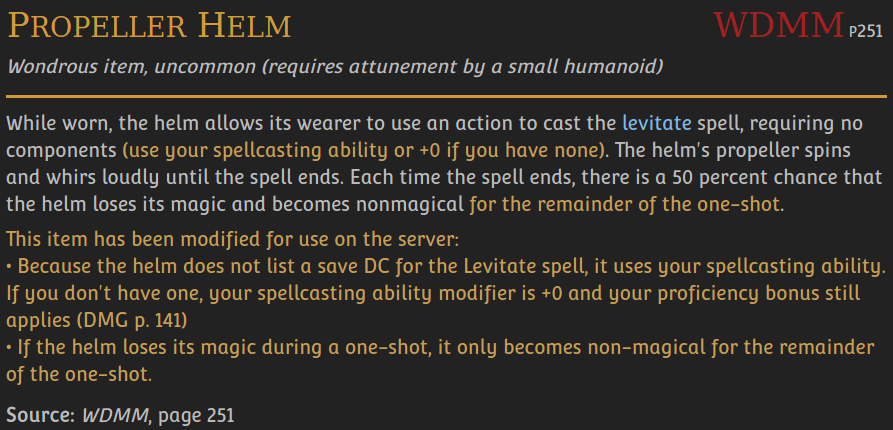 PROPELLER HELM WDMM P251
Wondrous item, uncommon (requires attunement by a small humanoid)
While worn, the helm allows its wearer to use an action to cast the levitate spell, requiring no
components (use your spellcasting ability or +0 if you have none). The helm's propeller spins
and whirs loudly until the spell ends. Each time the spell ends, there is a 50 percent chance that
the helm loses its magic and becomes nonmagical for the remainder of the one-shot.
This item has been modified for use on the server:
• Because the helm does not list a save DC for the Levitate spell, it uses your spellcasting ability.
If you don't have one, your spellcasting ability modifier is +0 and your proficiency bonus still
applies (DMG p. 141)
• If the helm loses its magic during a one-shot, it only becomes non-magical for the remainder
of the one-shot.
Source: WDMM, page 251